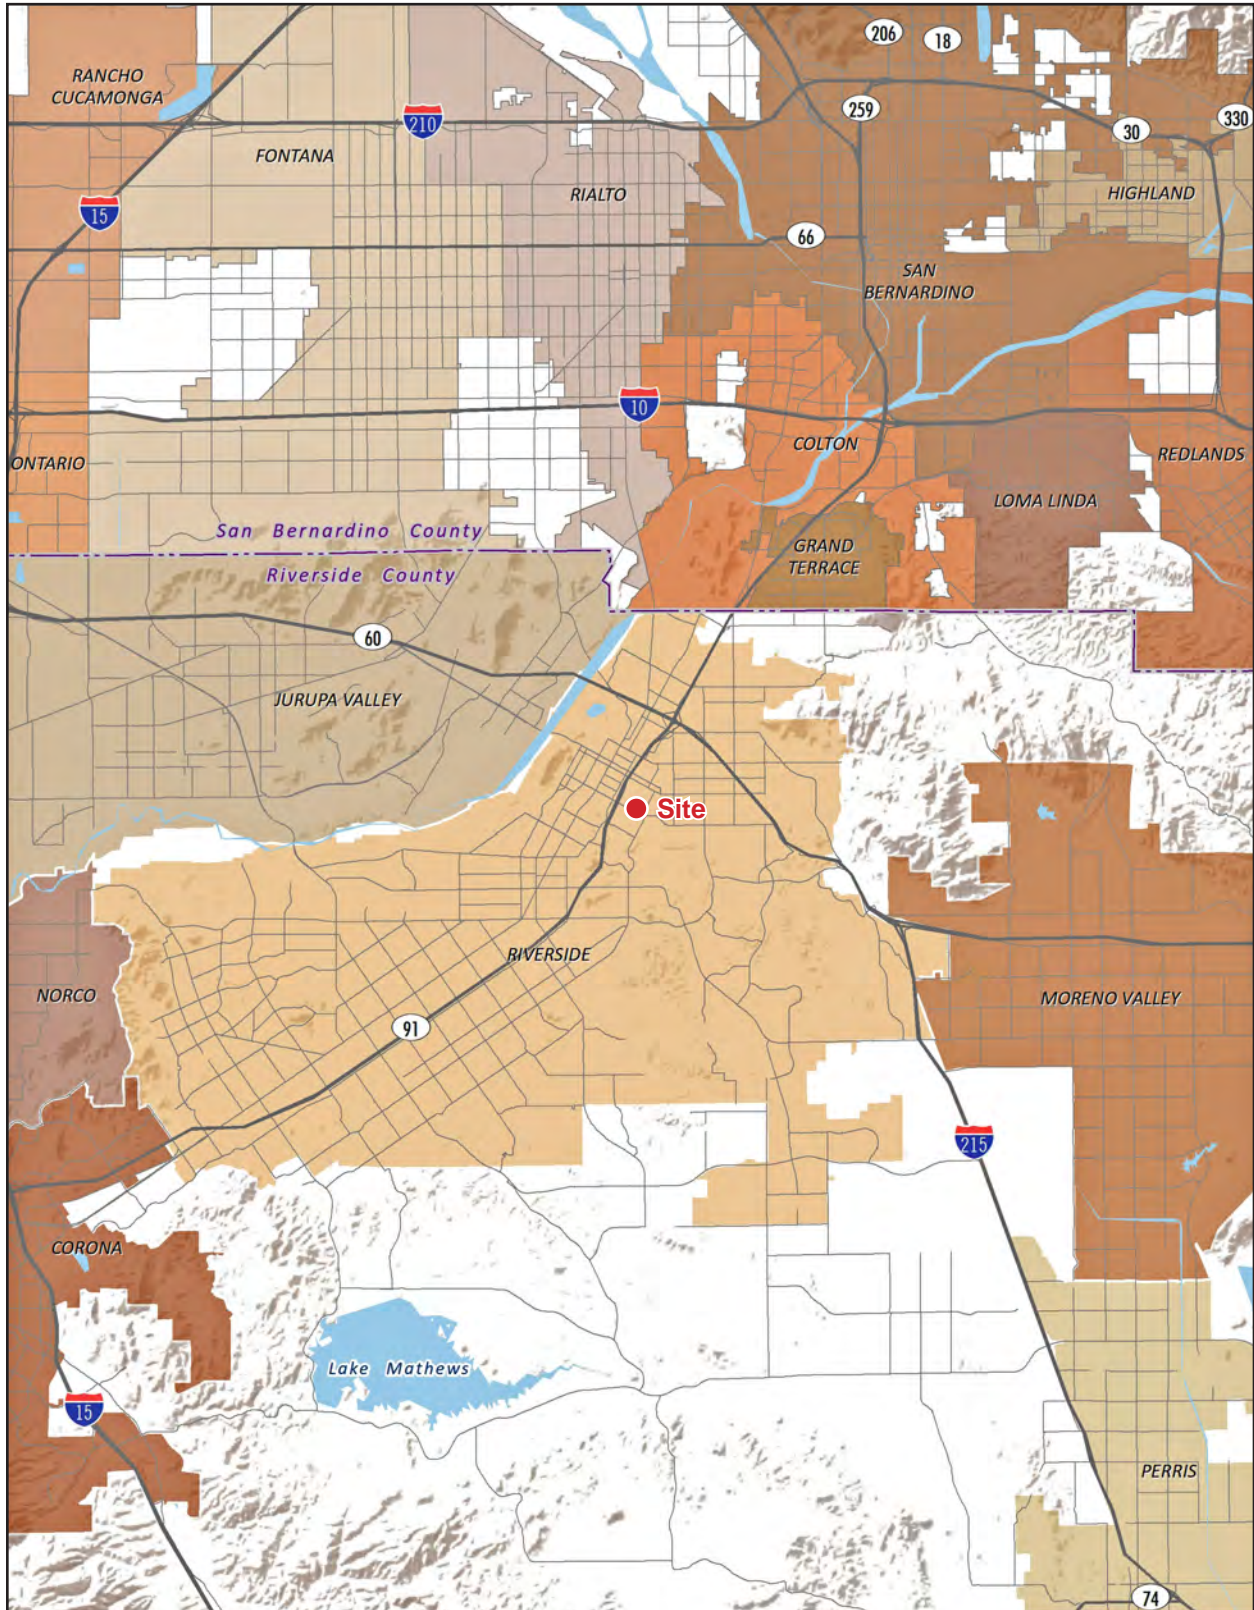 206
18
RANCHO
CUCAMONGA
259
330
210
30
FONTANA
RIALTO
HIGHLAND
15
66
SAN
BERNARDINO
10
COLTON
ONTARIO
REDLANDS
LOMA LINDA
San Bernardino County
GRAND
TERRACE
Riverside County
60
JURUPA VALLEY
Site
RIVERSIDE
NORCO
MORENO VALLEY
91
215
CORONA
Lake Mathews
15
PERRIS
74